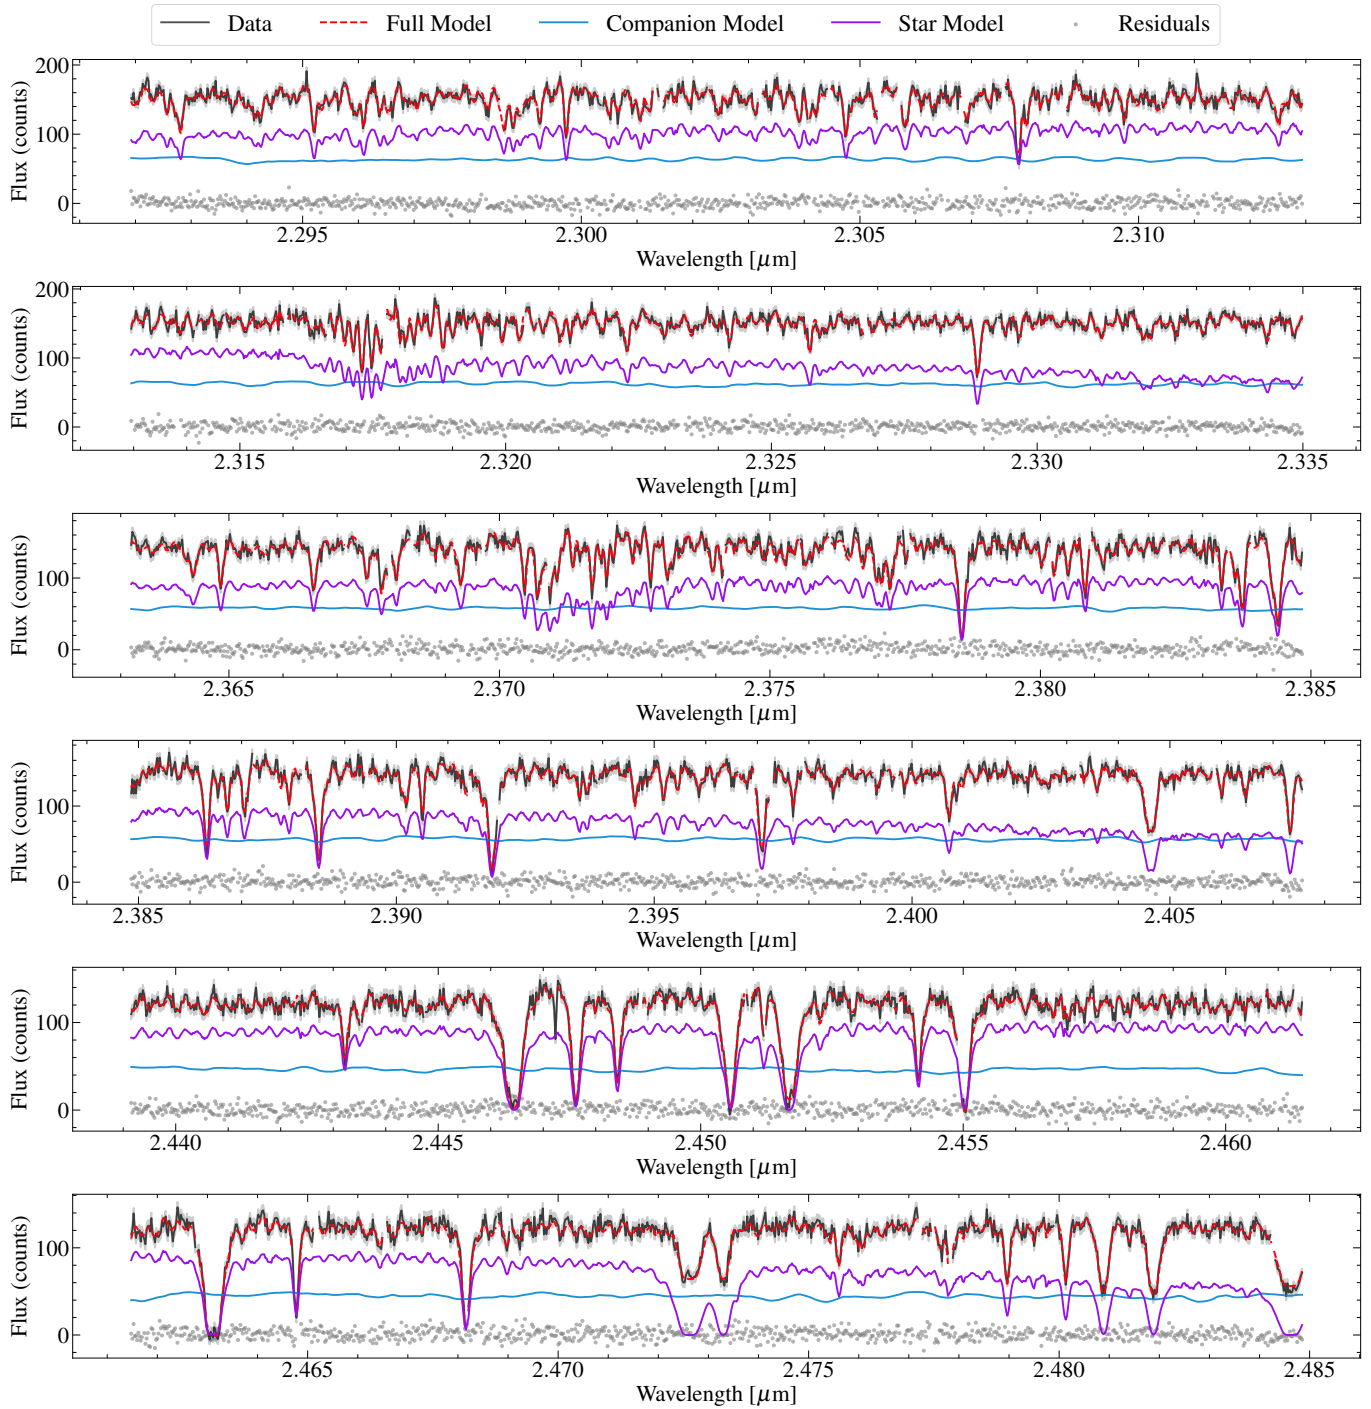 Data Full Model Companion Model Star Model Residuals
200
100
0
Flux (counts)
2.295 2.300 2.305 2.310
Wavelength [μm]
200
100
0
Flux (counts)
2.315 2.320 2.325 2.330 2.335
Wavelength [μm]
100
0
Flux (counts)
2.365 2.370 2.375 2.380 2.385
Wavelength [μm]
100
0
Flux (counts)
2.385 2.390 2.395 2.400 2.405
Wavelength [μm]
100
0
Flux (counts)
2.440 2.445 2.450 2.455 2.460
Wavelength [μm]
100
0
Flux (counts)
2.465 2.470 2.475 2.480 2.485
Wavelength [μm]